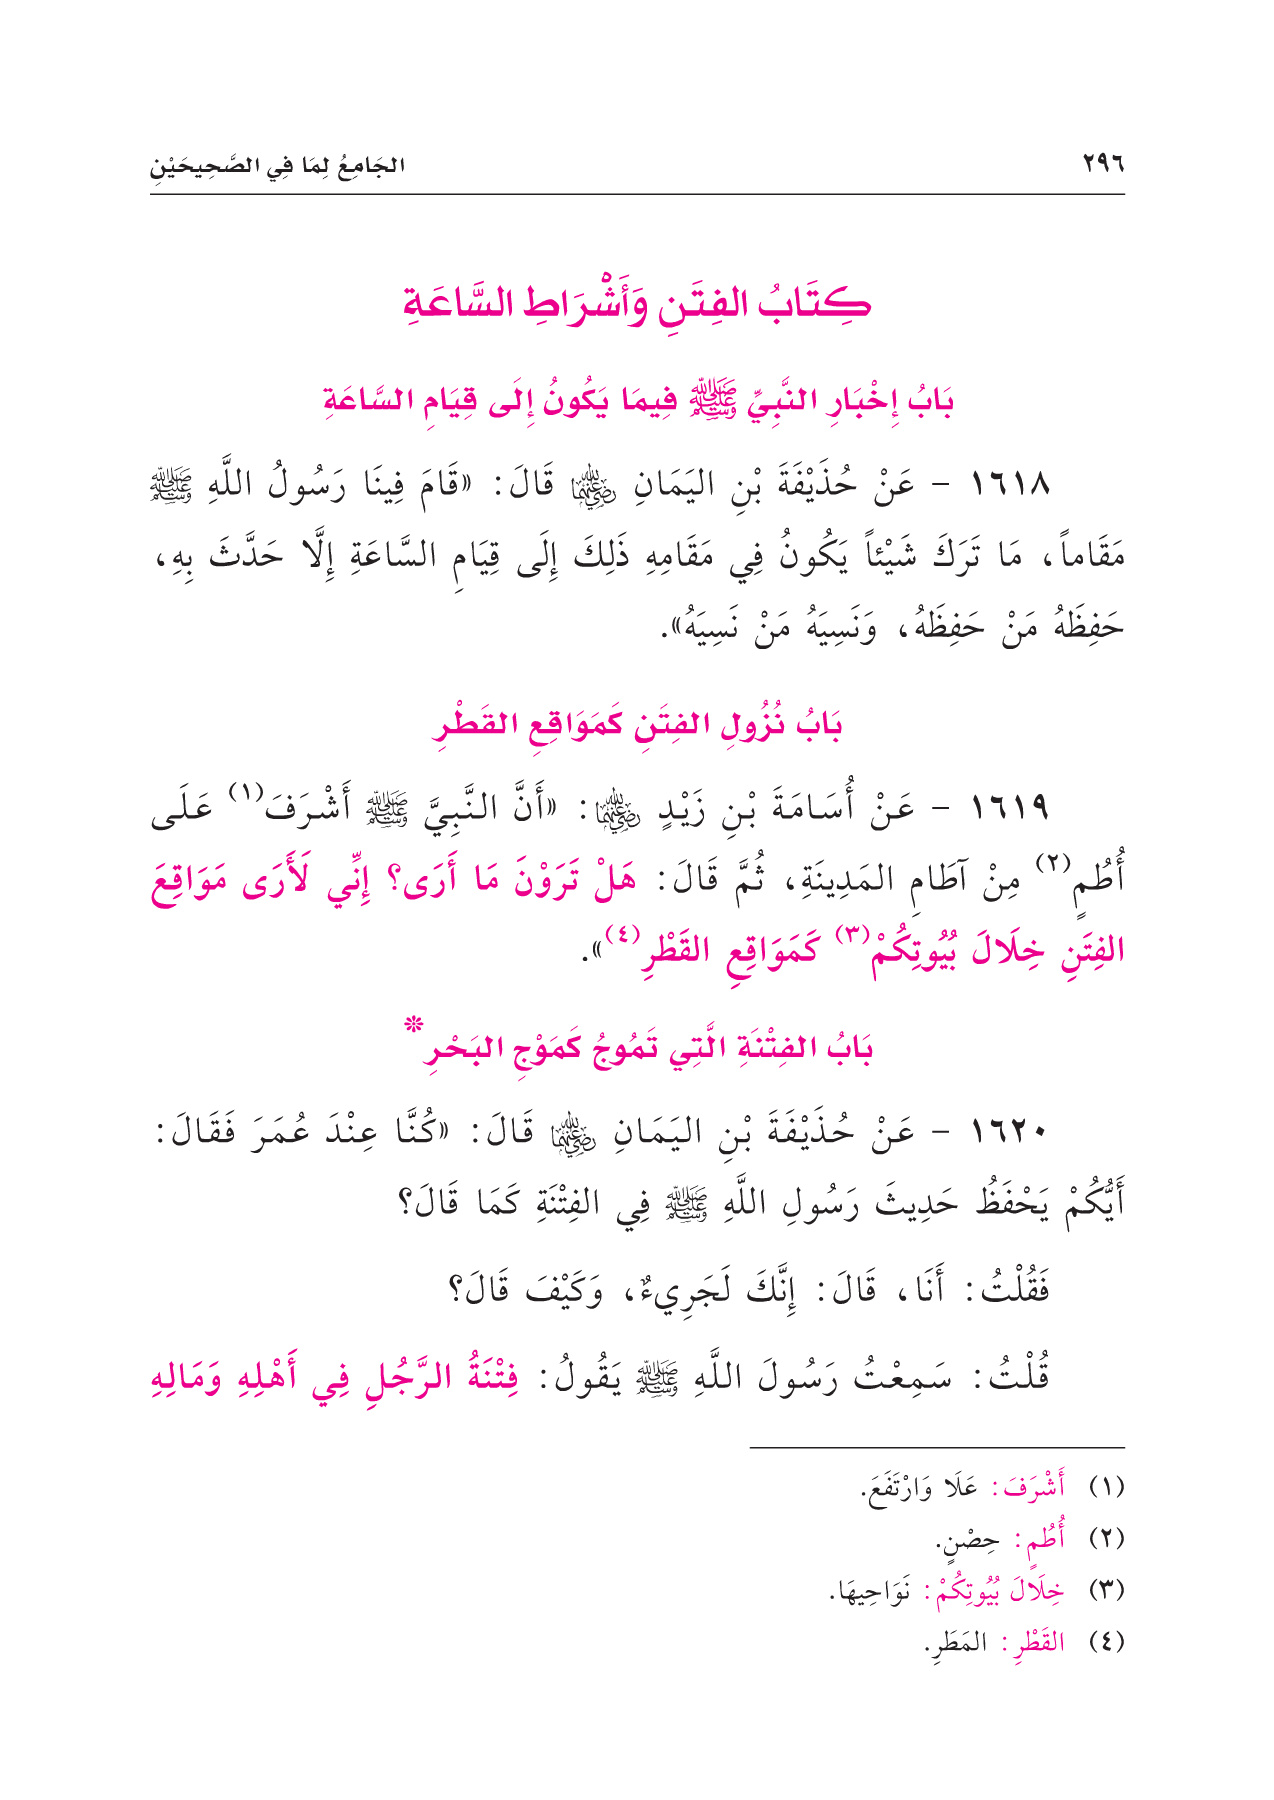 ٢٩٦ الجَامِعُ لِمَا فِي الصَّحِيحَيْنِ
كِتَابُ الفِتَنِ وَأَشْرَاطِ السَّاعَةِ
بَابُ إِخْبَارِ النَّبِيِّ ﷺ فِيمَا يَكُونُ إِلَى قِيَامِ السَّاعَةِ
١٦١٨ - عَنْ حُذَيْفَةَ بْنِ اليَمَانِ رضي الله عنهما قَالَ: «قَامَ فِينَا رَسُولُ اللَّهِ ﷺ
مَقَاماً، مَا تَرَكَ شَيْئاً يَكُونُ فِي مَقَامِهِ ذَلِكَ إِلَى قِيَامِ السَّاعَةِ إِلَّا حَدَّثَ بِهِ،
حَفِظَهُ مَنْ حَفِظَهُ، وَنَسِيَهُ مَنْ نَسِيَهُ».
بَابُ نُزُولِ الفِتَنِ كَمَوَاقِعِ القَطْرِ
١٦١٩ - عَنْ أُسَامَةَ بْنِ زَيْدٍ رضي الله عنهما: «أَنَّ النَّبِيَّ ﷺ أَشْرَفَ(١) عَلَى
أُطُمٍ(٢) مِنْ آطَامِ المَدِينَةِ، ثُمَّ قَالَ: هَلْ تَرَوْنَ مَا أَرَى؟ إِنِّي لَأَرَى مَوَاقِعَ
الفِتَنِ خِلَالَ بُيُوتِكُمْ(٣) كَمَوَاقِعِ القَطْرِ(٤)».
بَابُ الفِتْنَةِ الَّتِي تَمُوجُ كَمَوْجِ البَحْرِ*
١٦٢٠ - عَنْ حُذَيْفَةَ بْنِ اليَمَانِ رضي الله عنهما قَالَ: «كُنَّا عِنْدَ عُمَرَ فَقَالَ:
أَيُّكُمْ يَحْفَظُ حَدِيثَ رَسُولِ اللَّهِ ﷺ فِي الفِتْنَةِ كَمَا قَالَ؟
فَقُلْتُ: أَنَا، قَالَ: إِنَّكَ لَجَرِيءٌ، وَكَيْفَ قَالَ؟
قُلْتُ: سَمِعْتُ رَسُولَ اللَّهِ ﷺ يَقُولُ: فِتْنَةُ الرَّجُلِ فِي أَهْلِهِ وَمَالِهِ
(١) أَشْرَفَ: عَلَا وَارْتَفَعَ.
(٢) أُطُمٍ: حِصْنٍ.
(٣) خِلَالَ بُيُوتِكُمْ: نَوَاحِيهَا.
(٤) القَطْرِ: المَطَرِ.